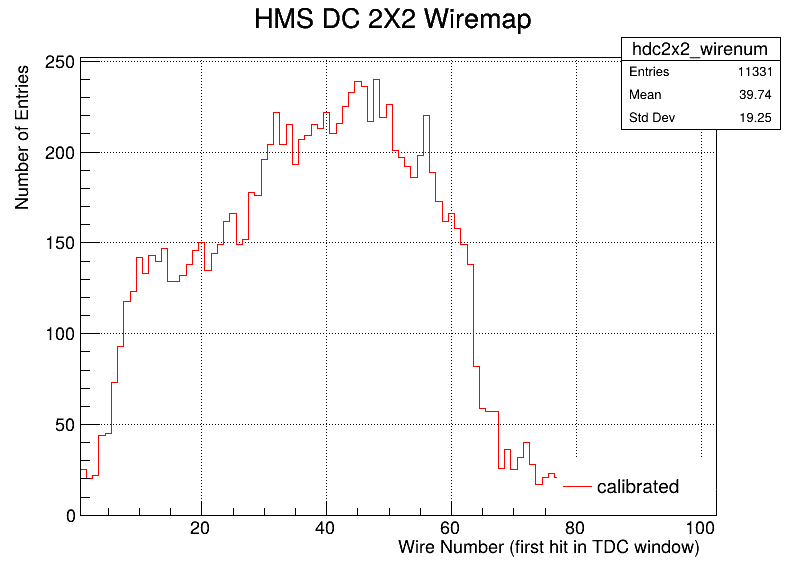 HMS DC 2X2 Wiremap
hdc2x2_wirenum
Entries 11331
Mean 39.74
Std Dev 19.25
Number of Entries
250
200
150
100
50
0
20 40 60 80 100
calibrated
Wire Number (first hit in TDC window)